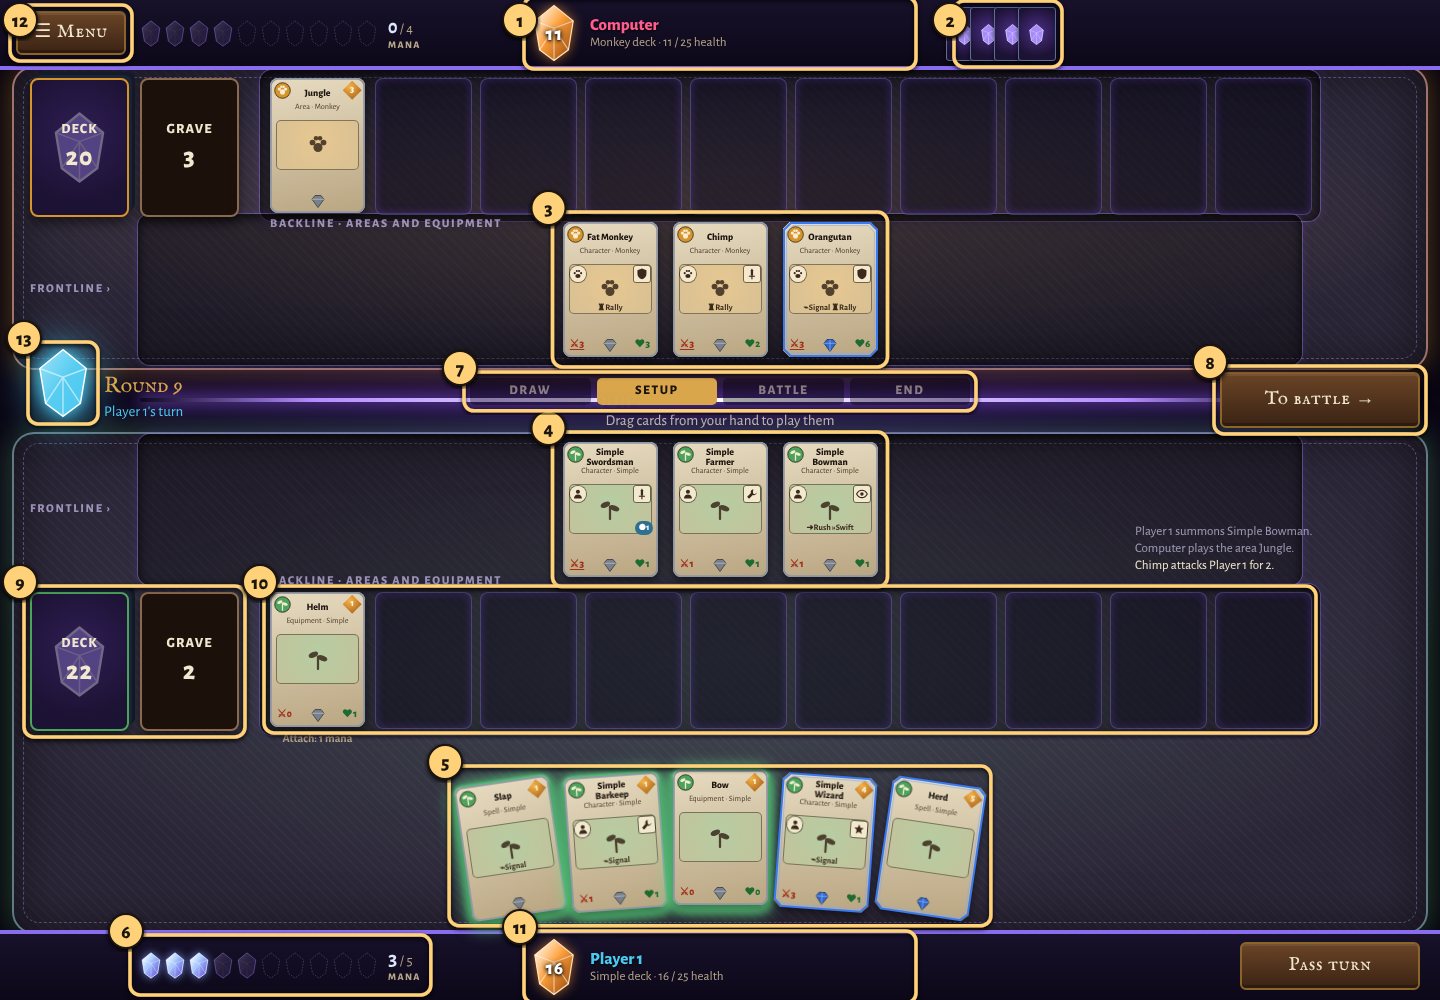 12
☰ Menu
0 / 4
MANA
1
11
Computer
Monkey deck · 11 / 25 health
2
DECK
20
GRAVE
3
Jungle
3
Area · Monkey
BACKLINE · AREAS AND EQUIPMENT
3
Fat Monkey
Character · Monkey
Rally
3
3
Chimp
Character · Monkey
Rally
3
2
Orangutan
Character · Monkey
Signal Rally
3
6
FRONTLINE ›
13
Round 9
Player 1's turn
7
DRAW
SETUP
BATTLE
END
Drag cards from your hand to play them
8
To battle →
4
Simple
Swordsman
Character · Simple
1
3
1
Simple
Farmer
Character · Simple
1
1
Simple
Bowman
Character · Simple
Rush Swift
1
1
FRONTLINE ›
Player 1 summons Simple Bowman.
Computer plays the area Jungle.
Chimp attacks Player 1 for 2.
9
DECK
22
GRAVE
2
10
ACKLINE · AREAS AND EQUIPMENT
Helm
1
Equipment · Simple
0
1
Attach: 1 mana
5
Slap
1
Spell · Simple
Signal
Simple
Barkeep
1
Character · Simple
Signal
1
1
Bow
1
Equipment · Simple
0
0
Simple
Wizard
4
Character · Simple
Signal
3
1
Herd
Spell · Simple
6
3 / 5
MANA
11
16
Player 1
Simple deck · 16 / 25 health
Pass turn